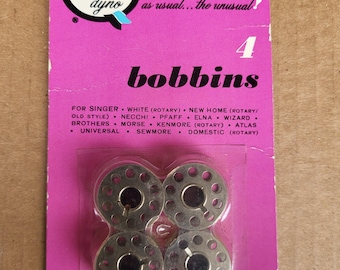 dyno
®
as usual...the unusual!
4
bobbins
FOR SINGER • WHITE (ROTARY) • NEW HOME (ROTARY/
OLD STYLE) • NECCHI • PFAFF • ELNA • WIZARD •
BROTHERS • MORSE • KENMORE (ROTARY) • ATLAS
• UNIVERSAL • SEWMORE • DOMESTIC (ROTARY)